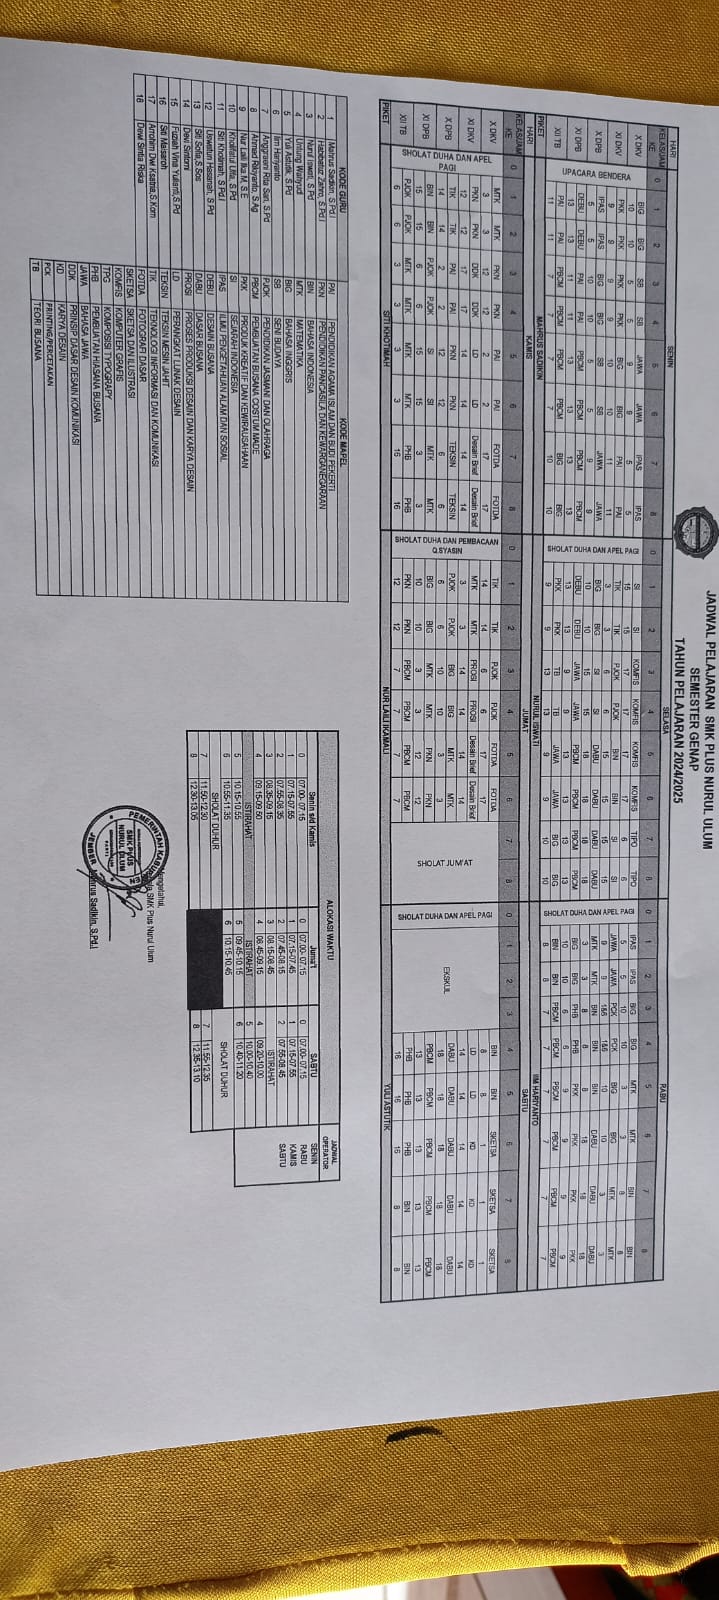 JADWAL PELAJARAN SMK PLUS NURUL ULUM
SEMESTER GENAP
TAHUN PELAJARAN 2024/2025
HARI SENIN SELASA RABU
KELAS/JAM KE 0 1 2 3 4 5 6 7 8 0 1 2 3 4 5 6 7 8 0 1 2 3 4 5 6 7 8
UPACARA BENDERA
SHOLAT DUHA DAN APEL PAGI
SHOLAT DUHA DAN APEL PAGI
X DKV BIG BIG SB SB JAWA JAWA IPAS IPAS SI SI KOMFIS KOMFIS KOMFIS KOMFIS TIPO TIPO IPAS IPAS BIG BIG MTK MTK BIN BIN
10 10 5 5 9 9 5 5 15 15 17 17 17 17 6 6 5 5 10 10 3 3 8 8
XI DKV PKK PKK PKK PKK BIG BIG PAI PAI TIK TIK PJOK PJOK BIN BIN SI SI JAWA JAWA PCK PCK BIG BIG MTK MTK
9 9 9 9 10 10 11 11 3 3 6 6 15 15 15 15 9 9 1&6 1&6 10 10 3 3
X DPB IPAS IPAS BIG BIG SB SB JAWA JAWA BIG BIG SI SI DABU DABU DABU DABU MTK MTK BIN BIN BIN DABU DABU DABU
5 5 10 10 5 5 9 9 10 10 15 15 18 18 18 18 3 3 8 8 8 18 18 18
XI DPB DEBU DEBU PAI PAI PBCM PBCM PBCM PBCM DEBU DEBU JAWA JAWA PBCM PBCM PBCM PBCM BIG BIG PHB PHB PKK PKK PKK PKK
13 13 11 11 13 13 13 13 13 13 9 9 13 13 13 13 10 10 6 6 9 9 9 9
XII TB PAI PAI PBCM PBCM PBCM PBCM BIG BIG PKK PKK TB TB JAWA JAWA BIG BIG BIN BIN PBCM PBCM PBCM PBCM PBCM PBCM
11 11 7 7 7 7 10 10 9 9 13 13 9 9 10 10 8 8 7 7 7 7 7 7
PIKET MAHRUS SADIKIN NURUL ISWATI IIM HARIYANTO
HARI KAMIS JUMAT SABTU
KELAS/JAM KE 0 1 2 3 4 5 6 7 8 0 1 2 3 4 5 6 7 8 0 1 2 3 4 5 6 7 8
SHOLAT DUHA DAN APEL PAGI
SHOLAT DUHA DAN PEMBACAAN Q.SYASIN
SHOLAT JUM'AT
SHOLAT DUHA DAN APEL PAGI
EKSKUL
X DKV MTK MTK PKN PKN PAI PAI FOTDA FOTDA TIK TIK PJOK PJOK FOTDA FOTDA BIN BIN SKETSA SKETSA SKETSA
3 3 12 12 2 2 17 17 14 14 6 6 17 17 8 8 1 1 1
XI DKV PKN PKN DDK DDK LD LD Desain Brief Desain Brief MTK MTK PROSI PROSI Desain Brief Desain Brief LD LD KD KD KD
12 12 17 17 14 14 14 14 3 3 14 14 14 14 14 14 14 14 14
X DPB TIK TIK PAI PAI PKN PKN TEKSIN TEKSIN PJOK PJOK BIG BIG MTK MTK DABU DABU DABU DABU DABU
14 14 2 2 12 12 6 6 6 6 10 10 3 3 18 18 18 18 18
XI DPB BIN BIN PJOK PJOK SI SI MTK MTK BIG BIG MTK MTK PKN PKN PBCM PBCM PBCM PBCM PBCM
15 15 6 6 15 15 3 3 10 10 3 3 12 12 13 13 13 13 13
XII TB PJOK PJOK MTK MTK MTK MTK PHB PHB PKN PKN PBCM PBCM PBCM PBCM PHB PHB PHB BIN BIN
6 6 3 3 3 3 16 16 12 12 7 7 7 7 16 16 16 8 8
PIKET SITI KHOTIMAH NUR LAILI IKAMALI YULI ASTUTIK
KODE GURU KODE MAPEL
1 Mahrus Sadikin, S.Pd.I PAI PENDIDIKAN AGAMA ISLAM DAN BUDI PEKERTI
2 Habibatuz Zahro, S.Pd.I PKN PENDIDIKAN PANCASILA DAN KEWARGANEGARAAN
3 Nurul Iswati, S.Pd BIN BAHASA INDONESIA
4 Untung Wahyudi MTK MATEMATIKA
5 Yuli Astutik, S.Pd BIG BAHASA INGGRIS
6 Iim Hariyanto SB SENI BUDAYA
7 Anggraeni Rita Sari, S.Pd PJOK PENDIDIKAN JASMANI DAN OLAHRAGA
8 Ahmad Rikiyanto, S.Ag PBCM PEMBUATAN BUSANA COSTUM MADE
9 Nur Laili Ika M, S.E PKK PRODUK KREATIF DAN KEWIRAUSAHAAN
10 Kholifatul Ulfa, S.Pd SI SEJARAH INDONESIA
11 Siti Khotimah, S.Pd.I IPAS ILMU PENGETAHUAN ALAM DAN SOSIAL
12 Uswatun Hasanah, S.Pd DEBU DESAIN BUSANA
13 Siti Sofia,S.Sos DABU DASAR BUSANA
14 Devi Sintomi PROSI PROSES PRODUKSI DESAIN DAN KARYA DESAIN
15 Fuziah Vina Yulianti,S.Pd LD PERANGKAT LUNAK DESAIN
16 Siti Maisaroh TEKSIN TEKSIN MESIN JAHIT
17 Arrohim Dwi Ksatria,S.Kom TIK TEKNOLOGI INFORMASI DAN KOMUNIKASI
18 Dewi Sintia Riska FOTDA FOTOGRAFI DASAR
SKETSA SKETSA DAN ILUSTRASI
KOMFIS KOMPUTER GRAFIS
TPG KOMPOSISI TYPOGRAPY
PHB PEMBUATAN HIASANA BUSANA
JAWA BAHASA JAWA
DDK PRINSIP DASAR DESAIN KOMUNIKASI
KD KARYA DESAIN
PCK PRINTING/PERCETAKAN
TB TEORI BUSANA
ALOKASI WAKTU JADWAL OPERATOR
Senin s/d Kamis Juma't SABTU SENIN
0 07.00- 07.15 0 07.00- 07.15 0 07.00- 07.15 RABU
1 07.15-07.55 1 07.15-07.45 1 07.15-07.55 KAMIS
2 07.55-08.35 2 07.45-08.15 2 07.55-08.45 SABTU
3 08.35-09.15 3 08.15-08.45 ISTIRAHAT
4 09.15-09.50 4 08.45-09.15 4 09.20-10.00
ISTIRAHAT ISTIRAHAT 5 10.00-10.40
5 10.15-10.55 5 09.45-10.15 6 10.40-11.20
6 10.55-11.35 6 10.15-10.45 SHOLAT DUHUR
SHOLAT DUHUR
7 11.50-12.30 7 11.55-12.35
8 12.30-13.05 8 12.35-13.10
Mengetahui,
SMK Plus Nurul Ulum
PEMERINTAH KABUPATEN
SMK PLUS
NURUL ULUM
JEMBER
Mahrus Sadikin, S.Pd.I